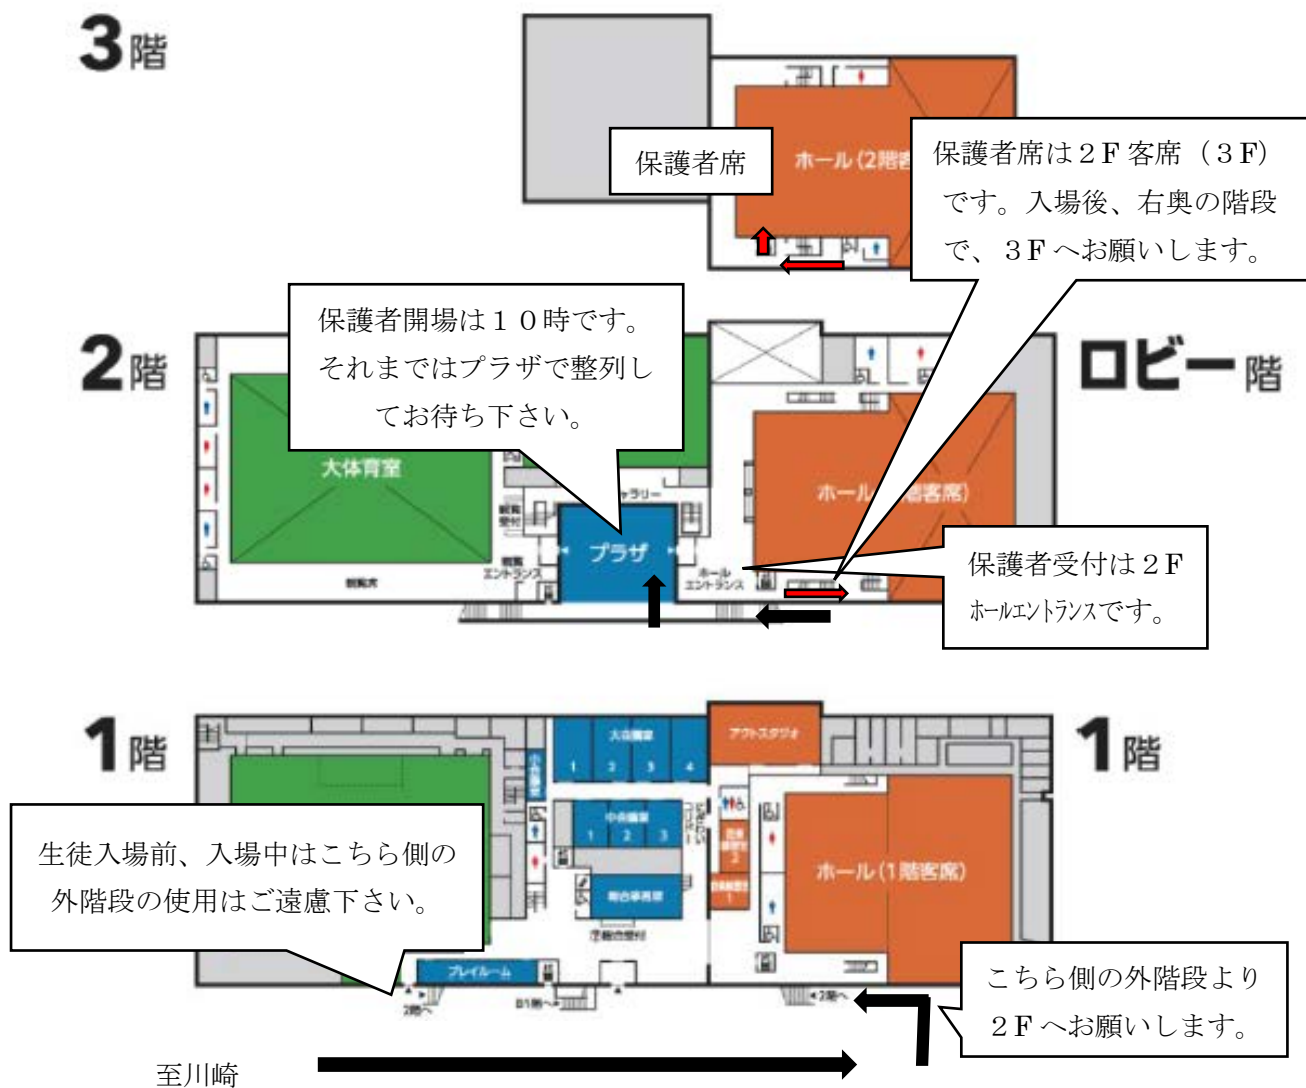 3階
保護者席
ホール(2階客
保護者席は2F客席(3F)
です。入場後、右奥の階段
で、3Fへお願いします。
2階
ロビー階
保護者開場は10時です。
それまではプラザで整列し
てお待ち下さい。
大体育室
観覧席
観覧
受付
観覧
エントランス
ャラリー
プラザ
ホール
エントランス
ホール(
階客席)
保護者受付は2F
ホールエントランスです。
1階
1階
大会議室
1 2 3 4
小会議室
中会議室
1 2 3
アクトスタジオ
2
1
ホール(1階客席)
総合事務室
総合受付
プレイルーム
生徒入場前、入場中はこちら側の
外階段の使用はご遠慮下さい。
2階へ
B1階へ
2階へ
こちら側の外階段より
2Fへお願いします。
至川崎